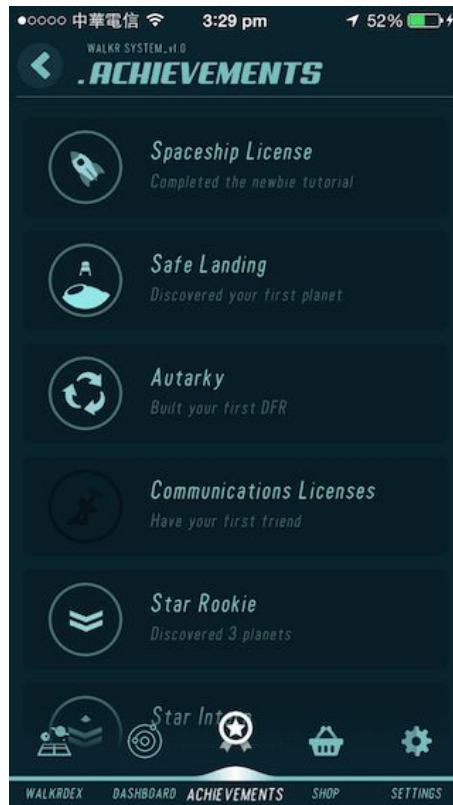 中華電信 3:29 pm 52%
WALKR SYSTEM_v1.0
.ACHIEVEMENTS
Spaceship License
Completed the newbie tutorial
Safe Landing
Discovered your first planet
Autarky
Built your first DFR
Communications Licenses
Have your first friend
Star Rookie
Discovered 3 planets
Star
WALKRDEX DASHBOARD ACHIEVEMENTS SHOP SETTINGS